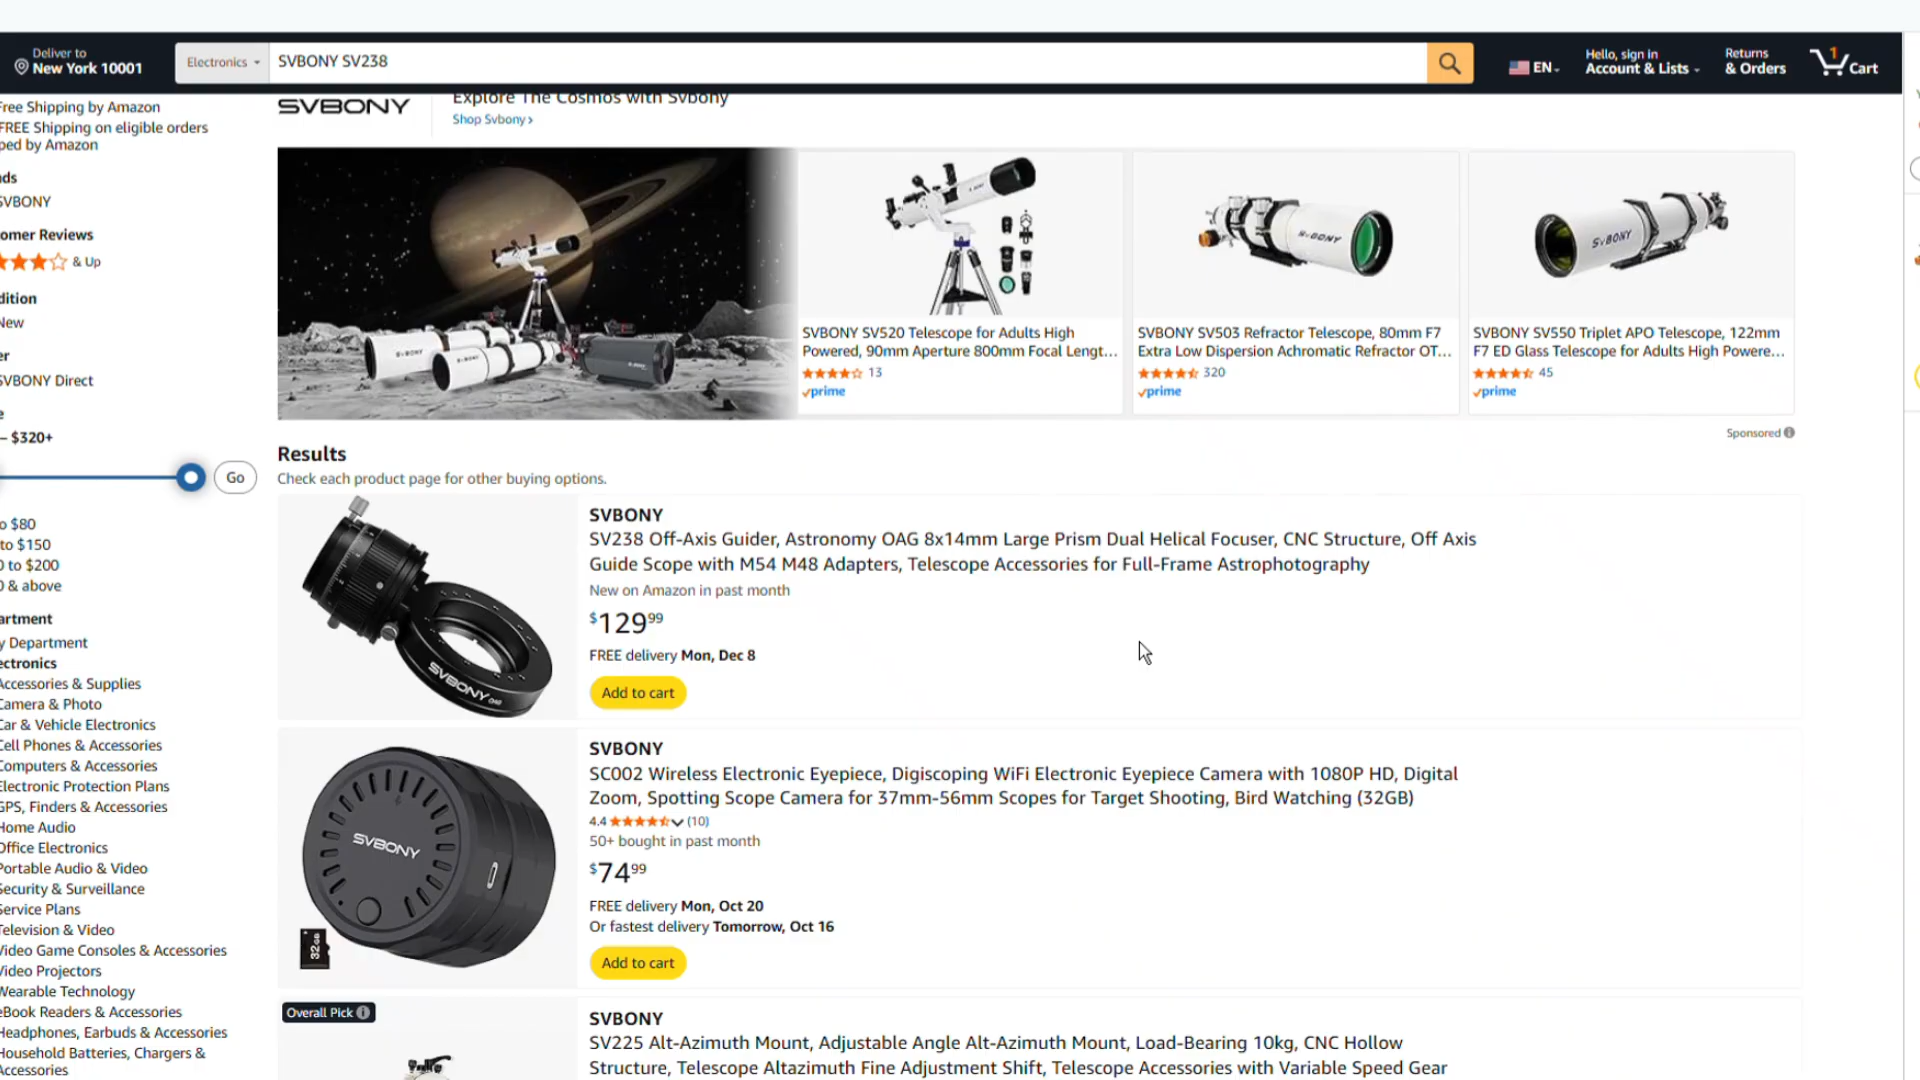 Deliver to
New York 10001
Electronics
SVBONY SV238
EN
Hello, sign in
Account & Lists
Returns
& Orders
1
Cart
Free Shipping by Amazon
FREE Shipping on eligible orders
ped by Amazon
ds
SVBONY
omer Reviews
& Up
dition
New
er
SVBONY Direct
e
– $320+
Go
o $80
to $150
0 to $200
0 & above
artment
y Department
ectronics
Accessories & Supplies
Camera & Photo
Car & Vehicle Electronics
Cell Phones & Accessories
Computers & Accessories
Electronic Protection Plans
GPS, Finders & Accessories
Home Audio
Office Electronics
Portable Audio & Video
Security & Surveillance
Service Plans
Television & Video
Video Game Consoles & Accessories
Video Projectors
Wearable Technology
eBook Readers & Accessories
Headphones, Earbuds & Accessories
Household Batteries, Chargers &
Accessories
SVBONY
Explore The Cosmos with Svbony
Shop Svbony ›
SVBONY SV520 Telescope for Adults High
Powered, 90mm Aperture 800mm Focal Lengt...
13
prime
SVBONY
SVBONY SV503 Refractor Telescope, 80mm F7
Extra Low Dispersion Achromatic Refractor OT...
320
prime
SVBONY
SVBONY SV550 Triplet APO Telescope, 122mm
F7 ED Glass Telescope for Adults High Powere...
45
prime
Sponsored
Results
Check each product page for other buying options.
SVBONY OAG
SVBONY
SV238 Off-Axis Guider, Astronomy OAG 8x14mm Large Prism Dual Helical Focuser, CNC Structure, Off Axis
Guide Scope with M54 M48 Adapters, Telescope Accessories for Full-Frame Astrophotography
New on Amazon in past month
$129.99
FREE delivery Mon, Dec 8
Add to cart
SVBONY
32GB
SVBONY
SC002 Wireless Electronic Eyepiece, Digiscoping WiFi Electronic Eyepiece Camera with 1080P HD, Digital
Zoom, Spotting Scope Camera for 37mm-56mm Scopes for Target Shooting, Bird Watching (32GB)
4.4 (10)
50+ bought in past month
$74.99
FREE delivery Mon, Oct 20
Or fastest delivery Tomorrow, Oct 16
Add to cart
Overall Pick
SVBONY
SV225 Alt-Azimuth Mount, Adjustable Angle Alt-Azimuth Mount, Load-Bearing 10kg, CNC Hollow
Structure, Telescope Altazimuth Fine Adjustment Shift, Telescope Accessories with Variable Speed Gear